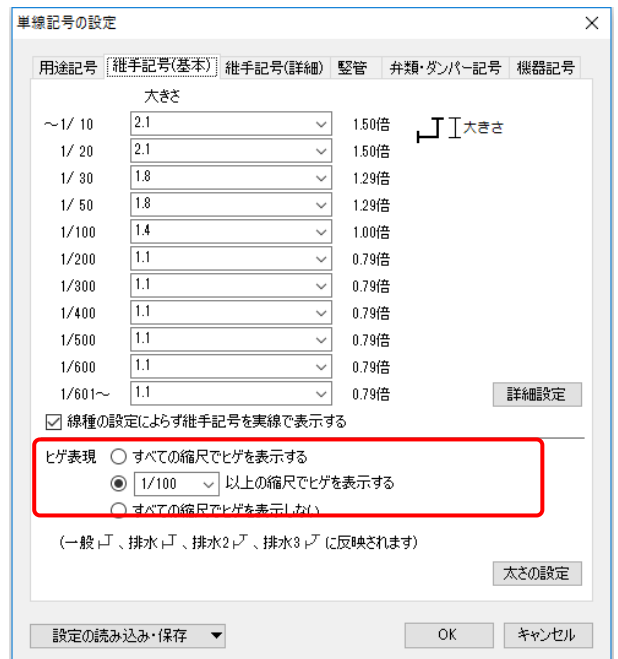 単線記号の設定
用途記号 継手記号(基本) 継手記号(詳細) 竪管 弁類・ダンパー記号 機器記号
大きさ
～1/ 10 2.1 1.50倍 大きさ
1/ 20 2.1 1.50倍
1/ 30 1.8 1.29倍
1/ 50 1.8 1.29倍
1/100 1.4 1.00倍
1/200 1.1 0.79倍
1/300 1.1 0.79倍
1/400 1.1 0.79倍
1/500 1.1 0.79倍
1/600 1.1 0.79倍
1/601～ 1.1 0.79倍 詳細設定
線種の設定によらず継手記号を実線で表示する
ヒゲ表現 すべての縮尺でヒゲを表示する
1/100 以上の縮尺でヒゲを表示する
すべての縮尺でヒゲを表示しない
(一般 、排水 、排水2 、排水3 に反映されます)
太さの設定
設定の読み込み・保存 OK キャンセル